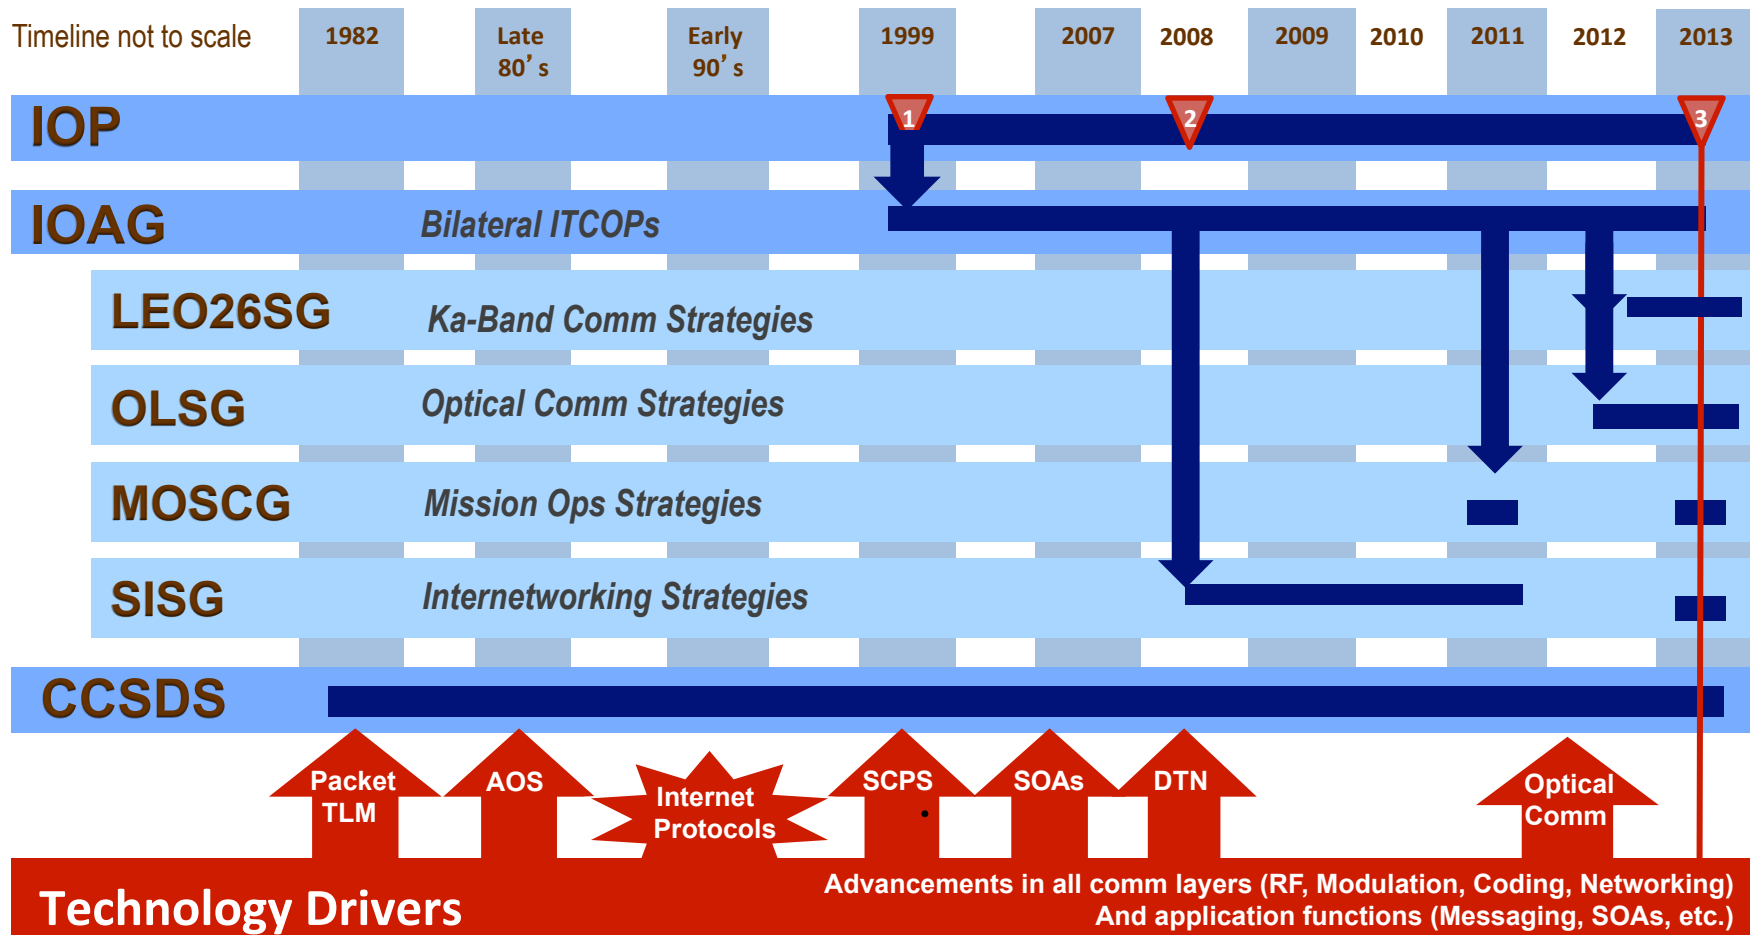 Timeline not to scale
1982
Late
80’s
Early
90’s
1999
2007
2008
2009
2010
2011
2012
2013
IOP
1
2
3
IOAG
Bilateral ITCOPs
LEO26SG
Ka-Band Comm Strategies
OLSG
Optical Comm Strategies
MOSCG
Mission Ops Strategies
SISG
Internetworking Strategies
CCSDS
Packet
TLM
AOS
Internet
Protocols
SCPS
SOAs
DTN
Optical
Comm
Technology Drivers
Advancements in all comm layers (RF, Modulation, Coding, Networking)
And application functions (Messaging, SOAs, etc.)